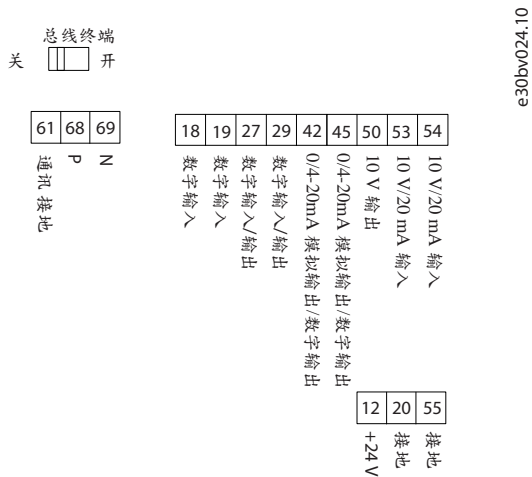 e30bv024.10
总线终端
关 开
61 68 69
通讯 接地
P
N
18 19 27 29 42 45 50 53 54
数字输入
数字输入
数字输入/输出
数字输入/输出
0/4-20mA 模拟输出/数字输出
0/4-20mA 模拟输出/数字输出
10 V 输出
10 V/20 mA 输入
10 V/20 mA 输入
12 20 55
+24 V
接地
接地